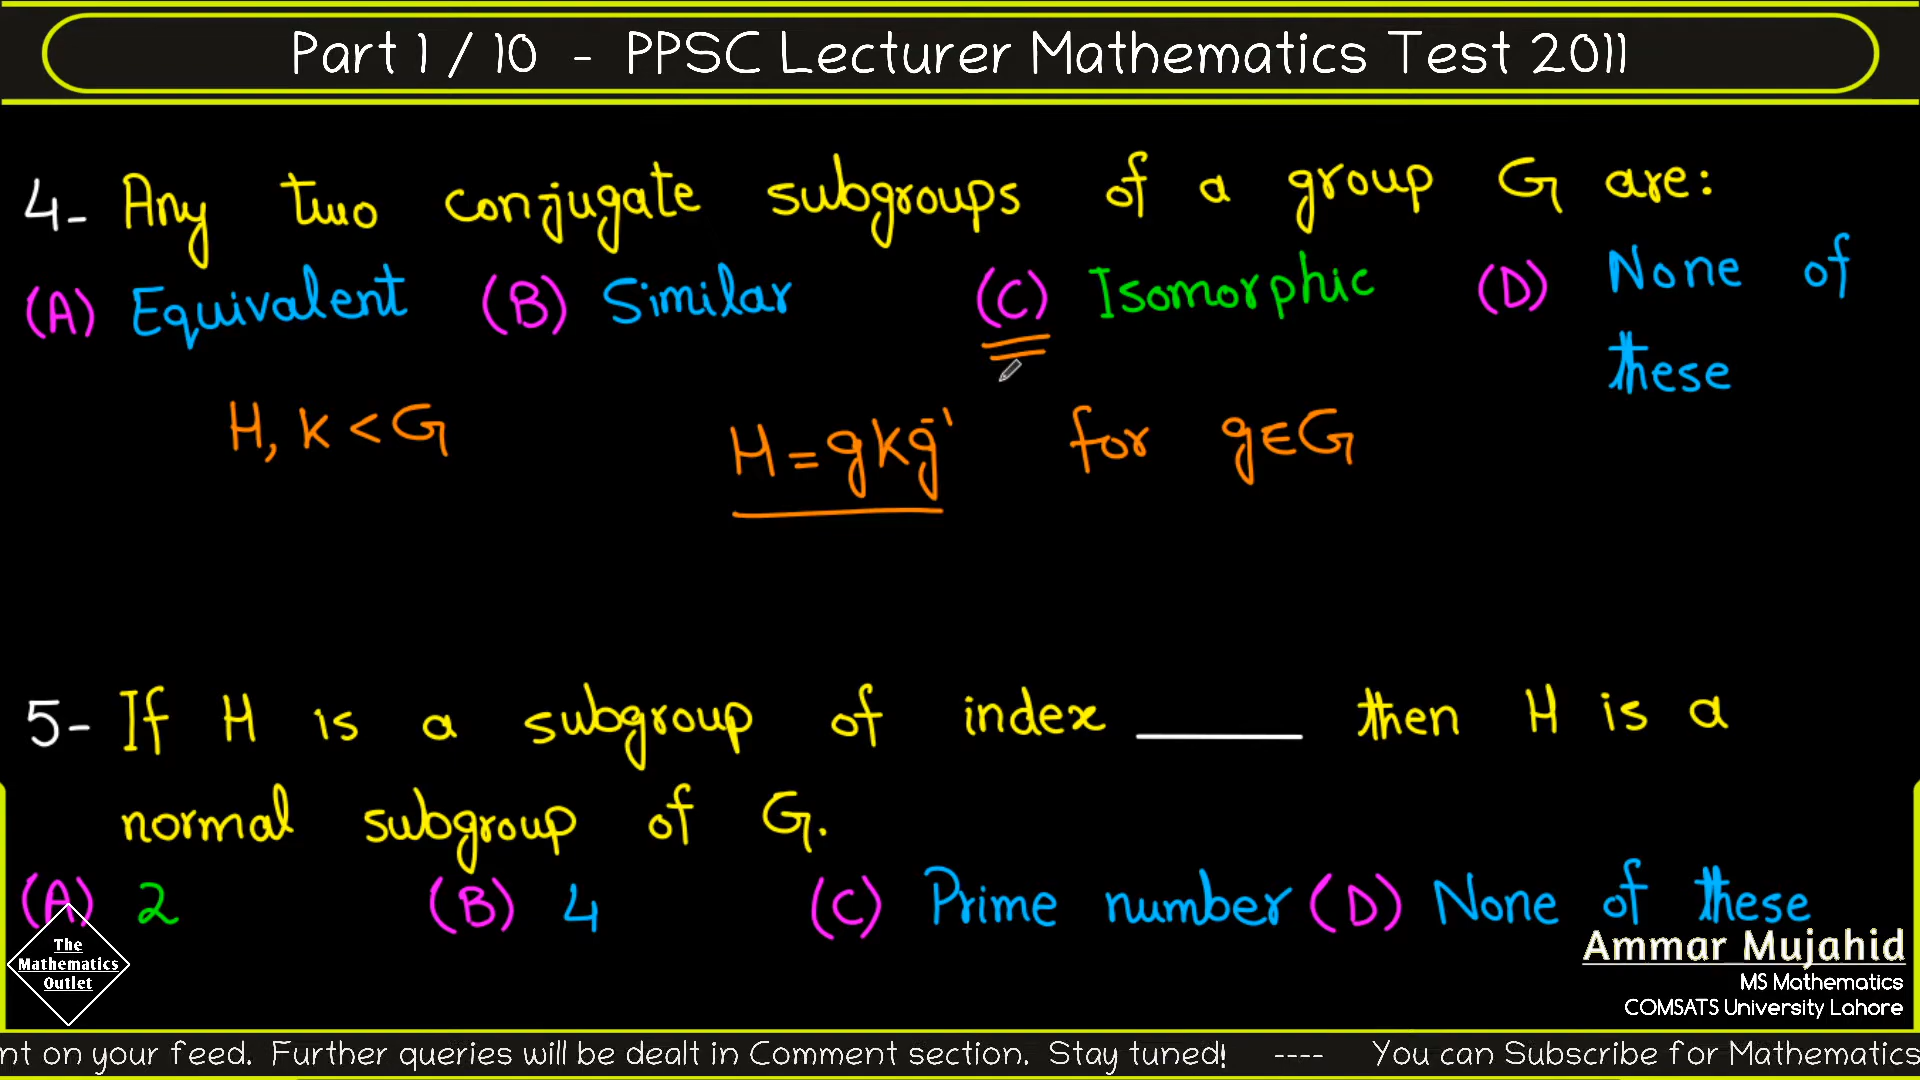 Part 1 / 10 - PPSC Lecturer Mathematics Test 2011
4- Any two conjugate subgroups of a group G are:
(A) Equivalent (B) Similar (C) Isomorphic (D) None of these
H, K < G H = gKg⁻¹ for g∈G
5- If H is a subgroup of index ______ then H is a
normal subgroup of G.
(A) 2 (B) 4 (C) Prime number (D) None of these
The
Mathematics
Outlet
Ammar Mujahid
MS Mathematics
COMSATS University Lahore
nt on your feed. Further queries will be dealt in Comment section. Stay tuned! ---- You can Subscribe for Mathematics